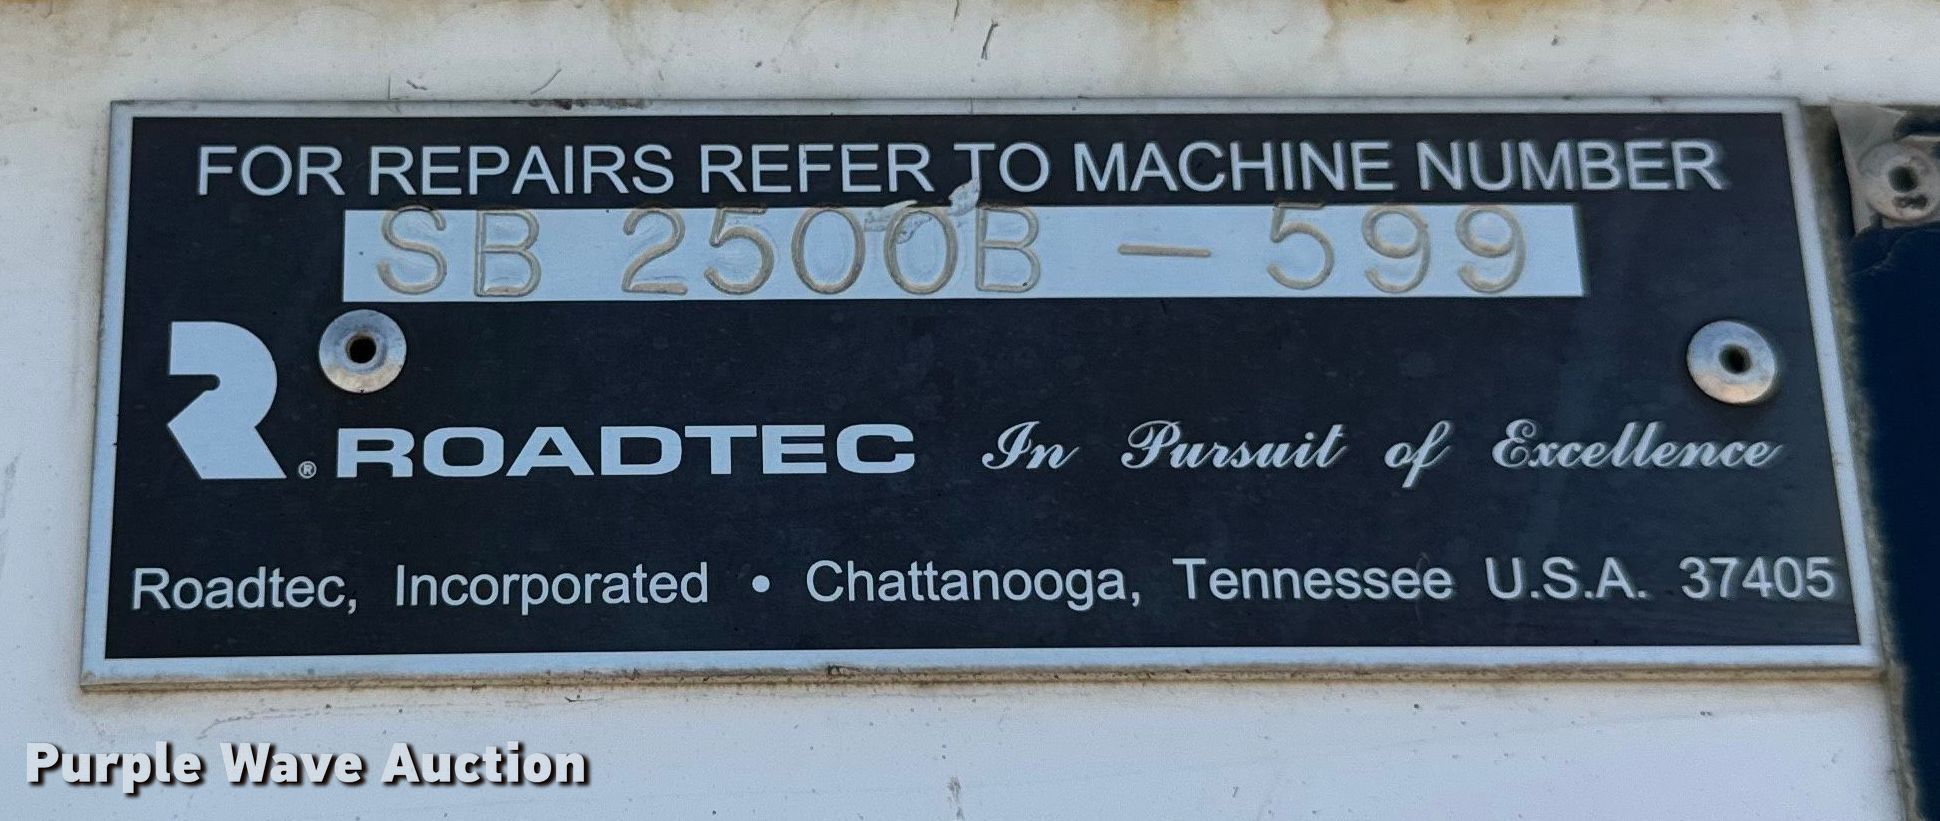 FOR REPAIRS REFER TO MACHINE NUMBER
SB 2500B - 599
® ROADTEC In Pursuit of Excellence
Roadtec, Incorporated • Chattanooga, Tennessee U.S.A. 37405
Purple Wave Auction